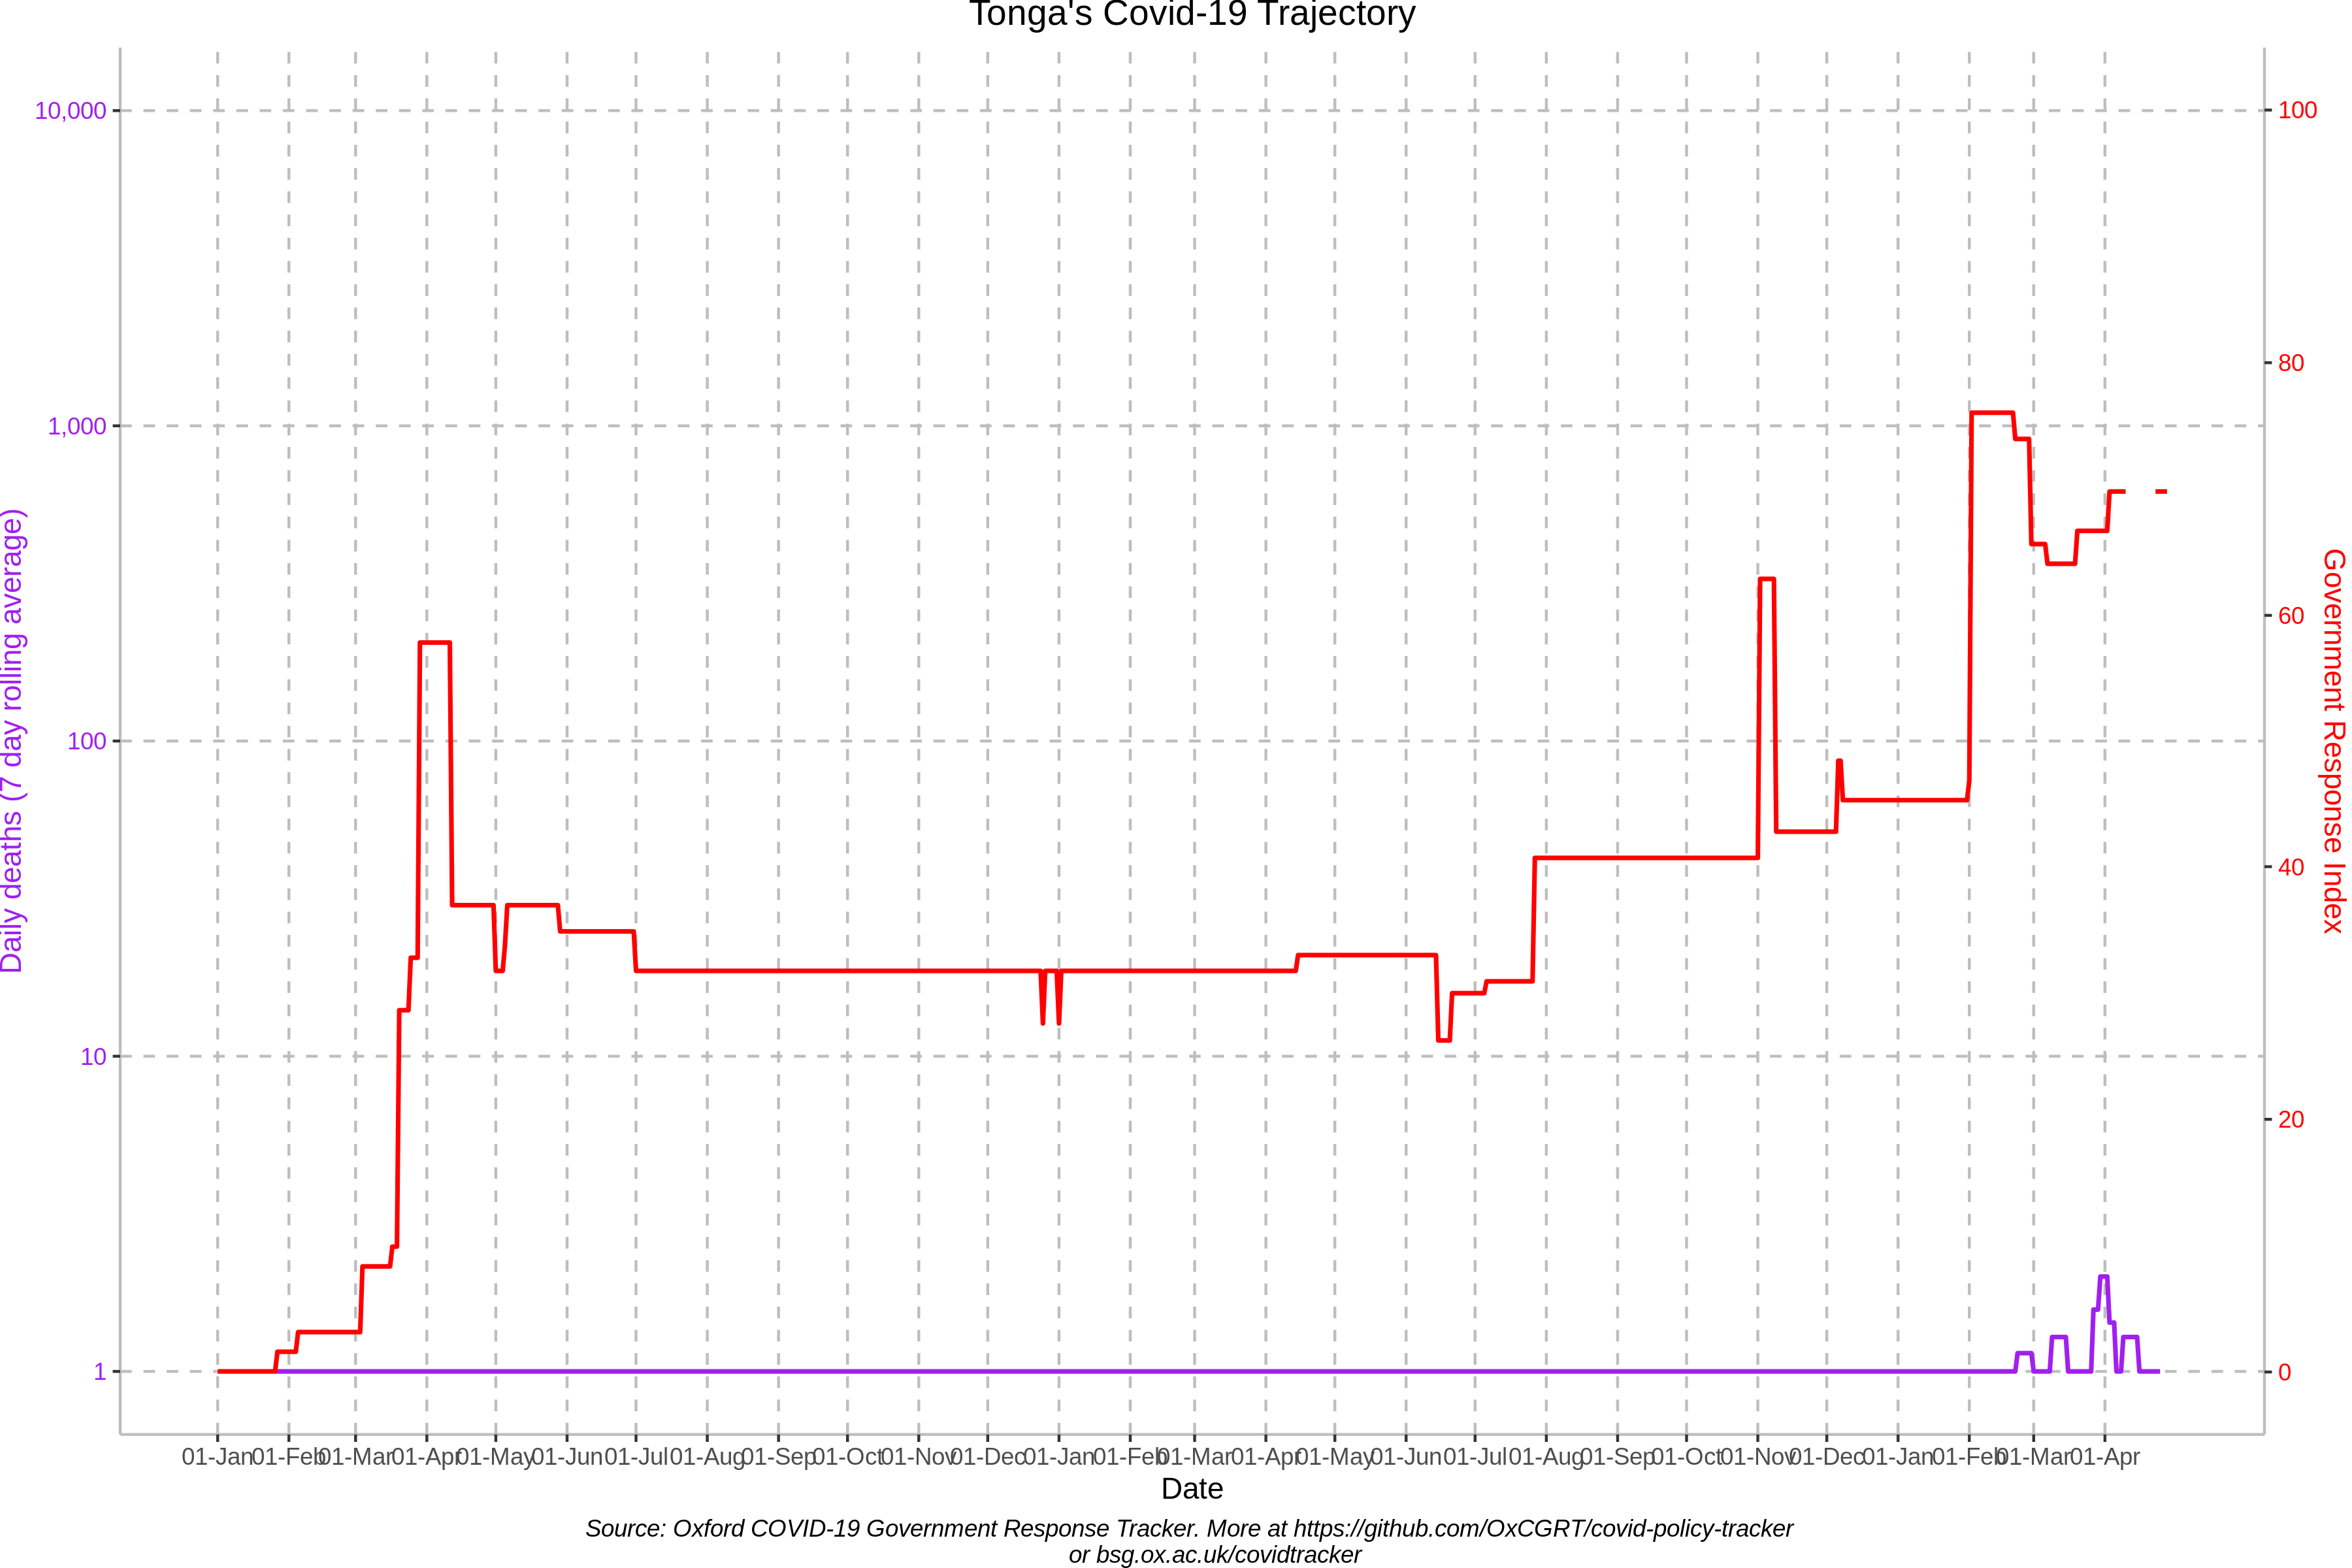 Tonga's Covid-19 Trajectory
10,000
1,000
100
10
1
Daily deaths (7 day rolling average)
100
80
60
40
20
0
Government Response Index
01-Jan 01-Feb 01-Mar 01-Apr 01-May 01-Jun 01-Jul 01-Aug 01-Sep 01-Oct 01-Nov 01-Dec 01-Jan 01-Feb 01-Mar 01-Apr 01-May 01-Jun 01-Jul 01-Aug 01-Sep 01-Oct 01-Nov 01-Dec 01-Jan 01-Feb 01-Mar 01-Apr
Date
Source: Oxford COVID-19 Government Response Tracker. More at https://github.com/OxCGRT/covid-policy-tracker
or bsg.ox.ac.uk/covidtracker